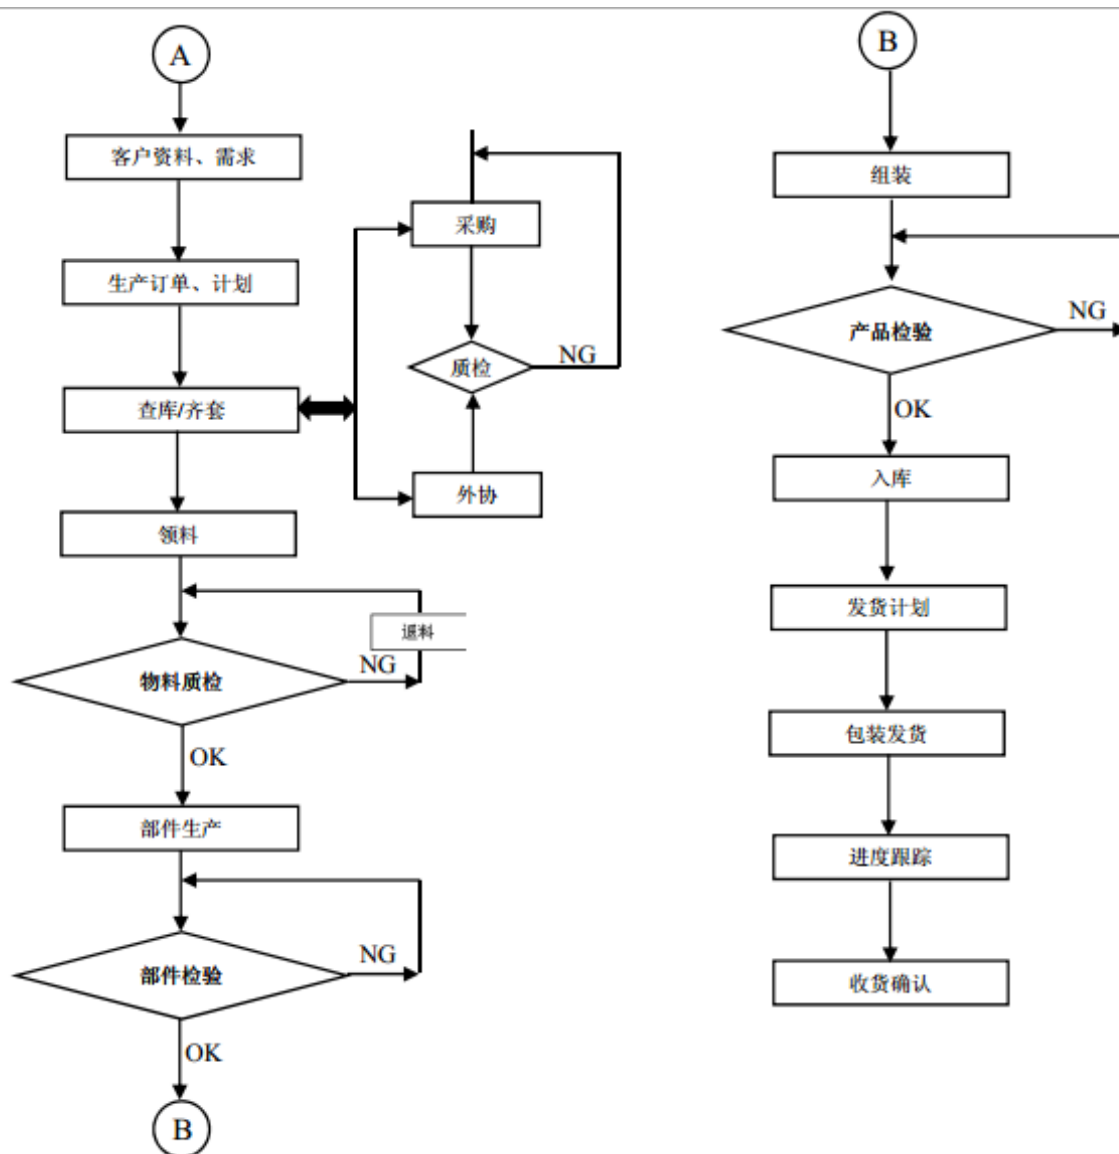 A
客户资料、需求
生产订单、计划
查库/齐套
采购
质检
NG
外协
领料
退料
NG
物料质检
OK
部件生产
NG
部件检验
OK
B
B
组装
产品检验
NG
OK
入库
发货计划
包装发货
进度跟踪
收货确认